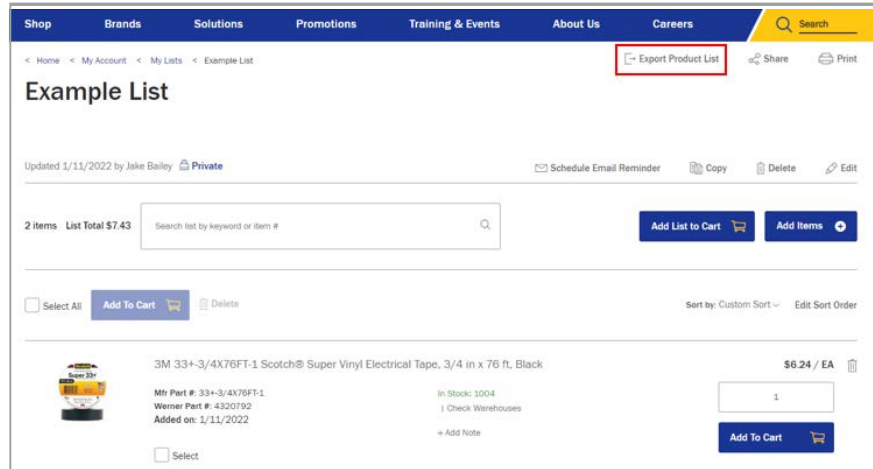 Shop Brands Solutions Promotions Training & Events About Us Careers Search
< Home < My Account < My Lists < Example List Export Product List Share Print
Example List
Updated 1/11/2022 by Jake Bailey Private Schedule Email Reminder Copy Delete Edit
2 items List Total $7.43 Search list by keyword or item # Add List to Cart Add Items
Select All Add To Cart Delete Sort by: Custom Sort Edit Sort Order
3M 33+-3/4X76FT-1 Scotch® Super Vinyl Electrical Tape, 3/4 in x 76 ft, Black $6.24 / EA
Super 33+
Mfr Part #: 33+-3/4X76FT-1 In Stock: 1004 1
Werner Part #: 4320792 | Check Warehouses
Added on: 1/11/2022
+ Add Note Add To Cart
Select